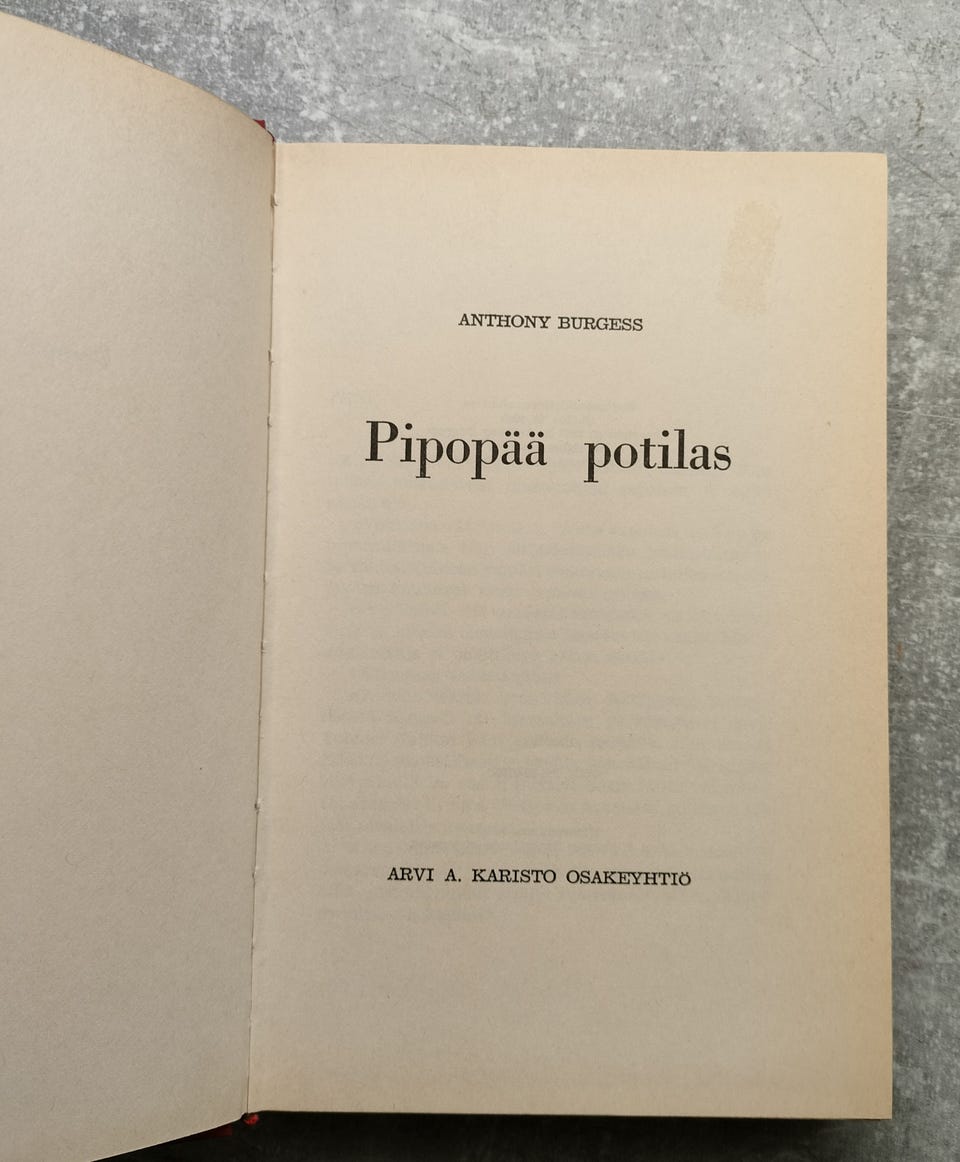 ANTHONY BURGESS
Pipopää potilas
ARVI A. KARISTO OSAKEYHTIÖ